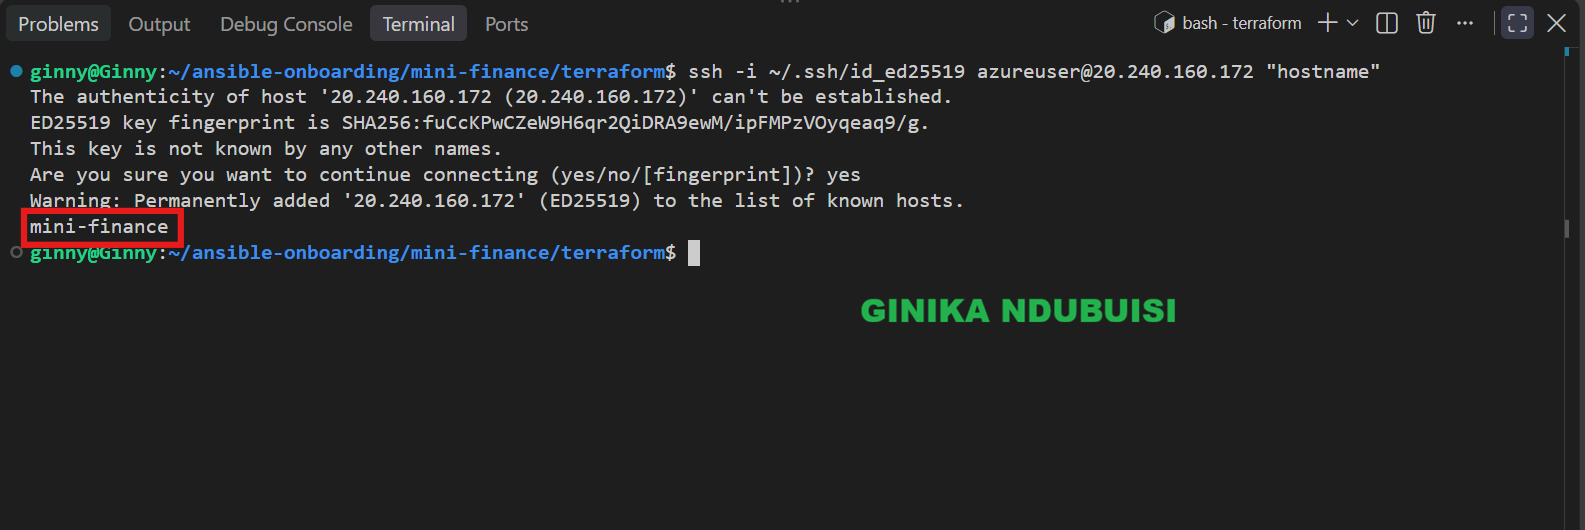 Problems Output Debug Console Terminal Ports bash - terraform
ginny@Ginny:~/ansible-onboarding/mini-finance/terraform$ ssh -i ~/.ssh/id_ed25519 azureuser@20.240.160.172 "hostname"
The authenticity of host '20.240.160.172 (20.240.160.172)' can't be established.
ED25519 key fingerprint is SHA256:fuCcKPwCZeW9H6qr2QiDRA9ewM/ipFMPzVOyqeaq9/g.
This key is not known by any other names.
Are you sure you want to continue connecting (yes/no/[fingerprint])? yes
Warning: Permanently added '20.240.160.172' (ED25519) to the list of known hosts.
mini-finance
ginny@Ginny:~/ansible-onboarding/mini-finance/terraform$
GINIKA NDUBUISI